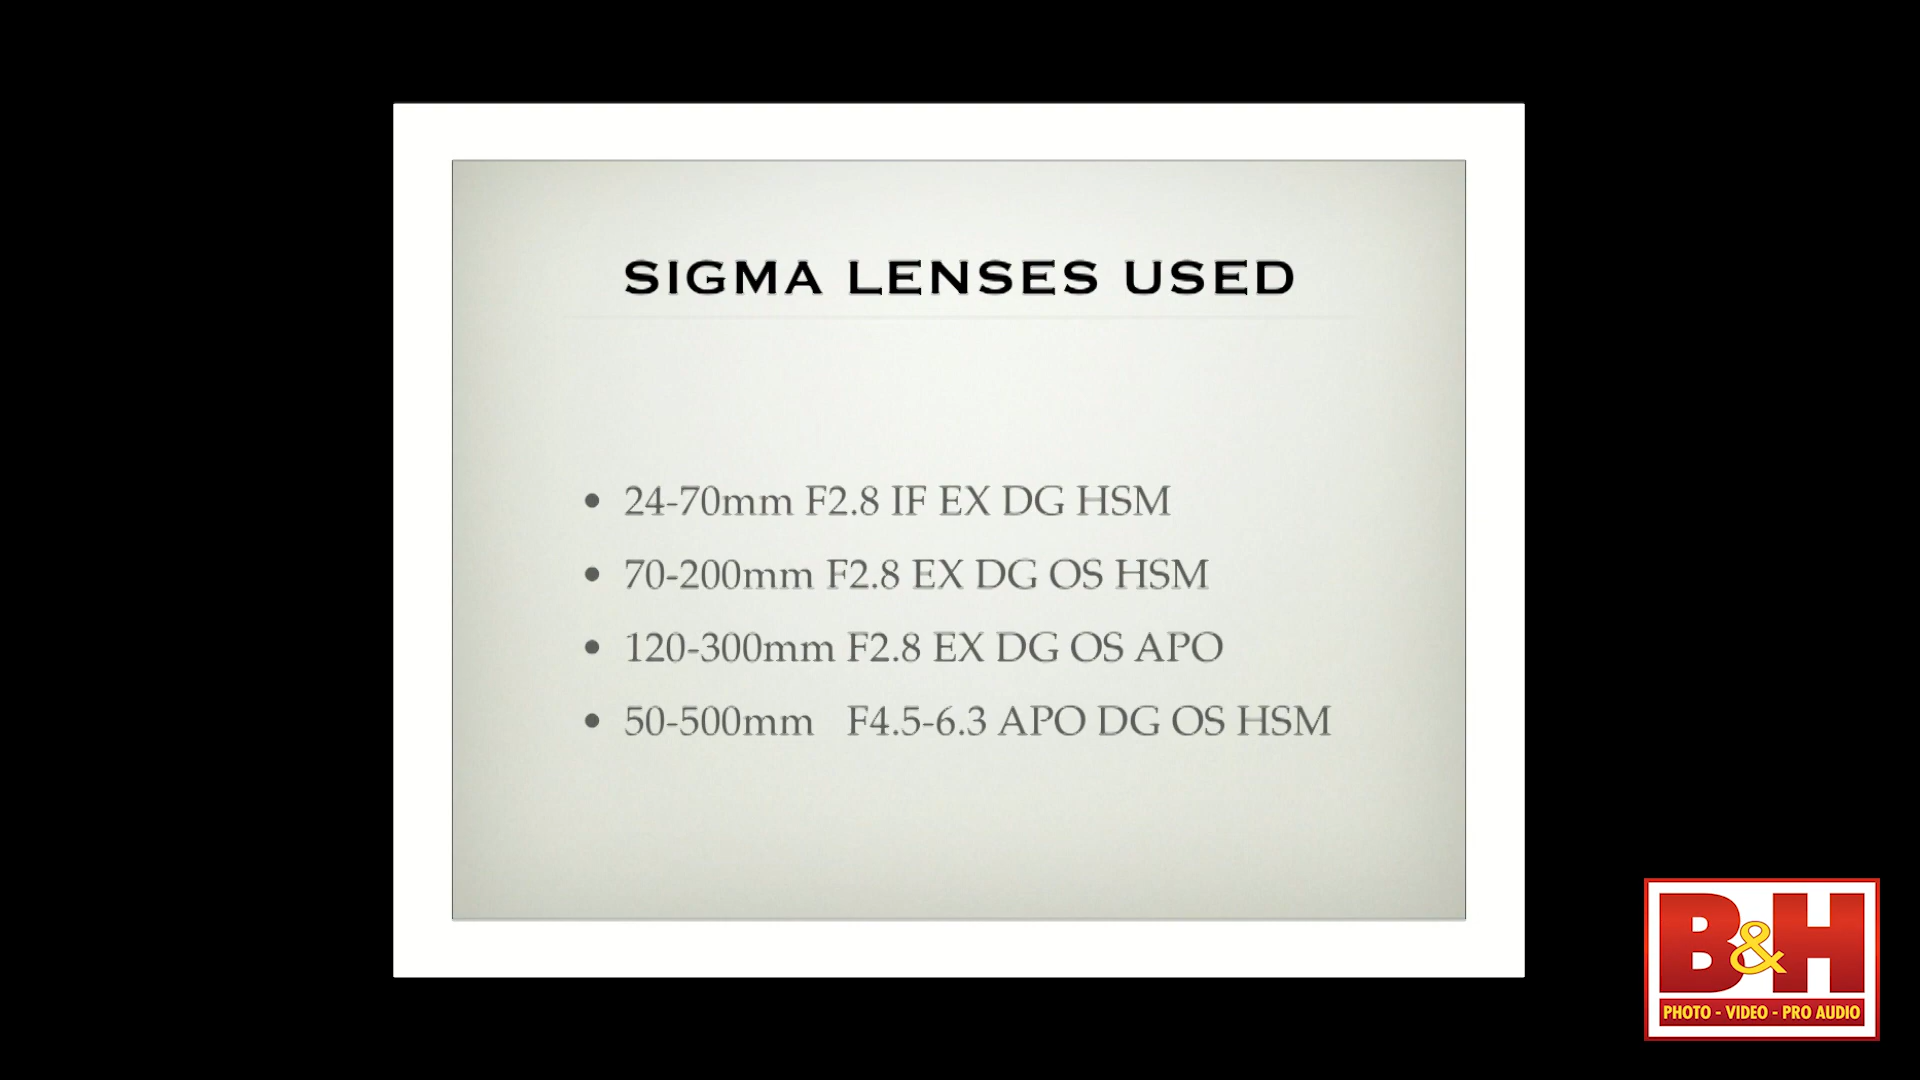 SIGMA LENSES USED
• 24-70mm F2.8 IF EX DG HSM
• 70-200mm F2.8 EX DG OS HSM
• 120-300mm F2.8 EX DG OS APO
• 50-500mm F4.5-6.3 APO DG OS HSM
B&H
PHOTO - VIDEO - PRO AUDIO